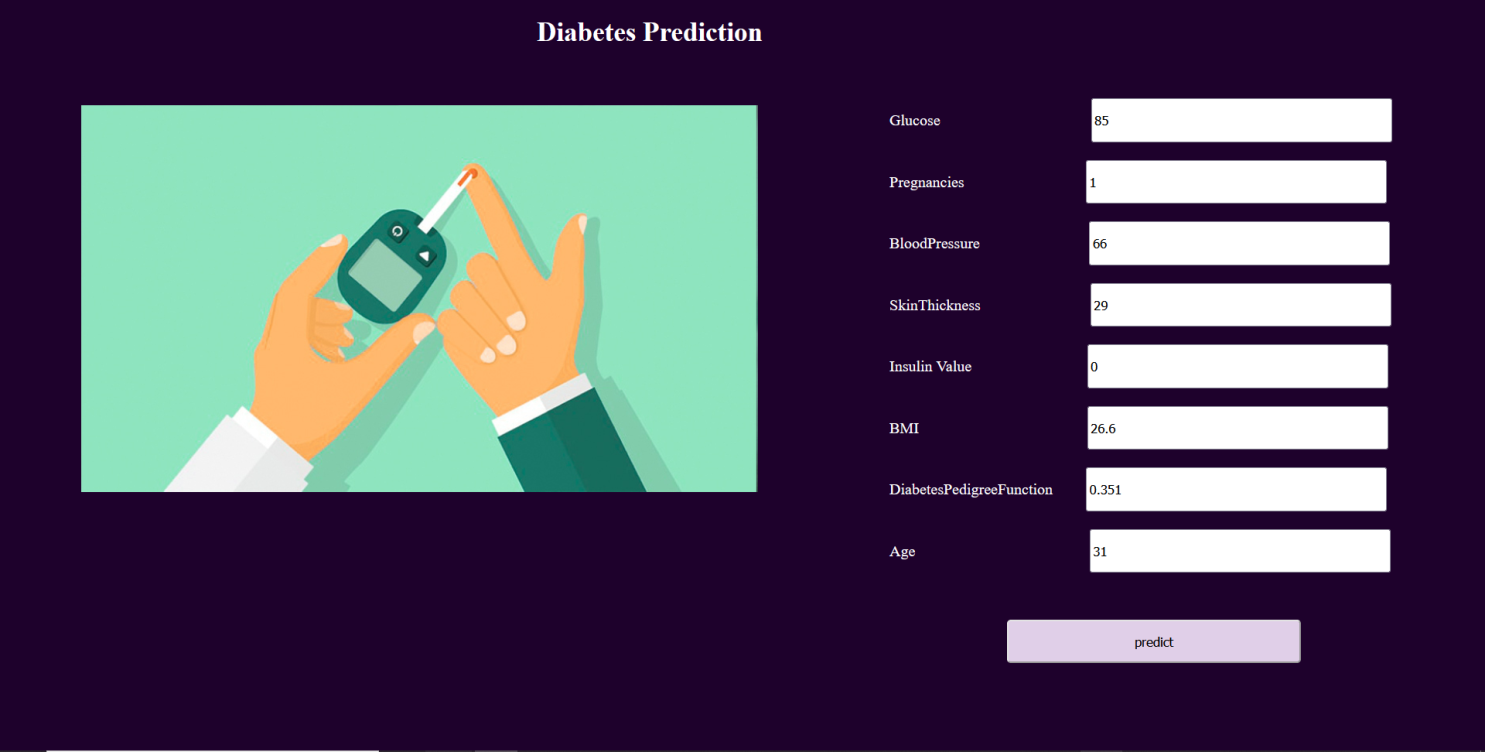 Diabetes Prediction
Glucose 85
Pregnancies 1
BloodPressure 66
SkinThickness 29
Insulin Value 0
BMI 26.6
DiabetesPedigreeFunction 0.351
Age 31
predict